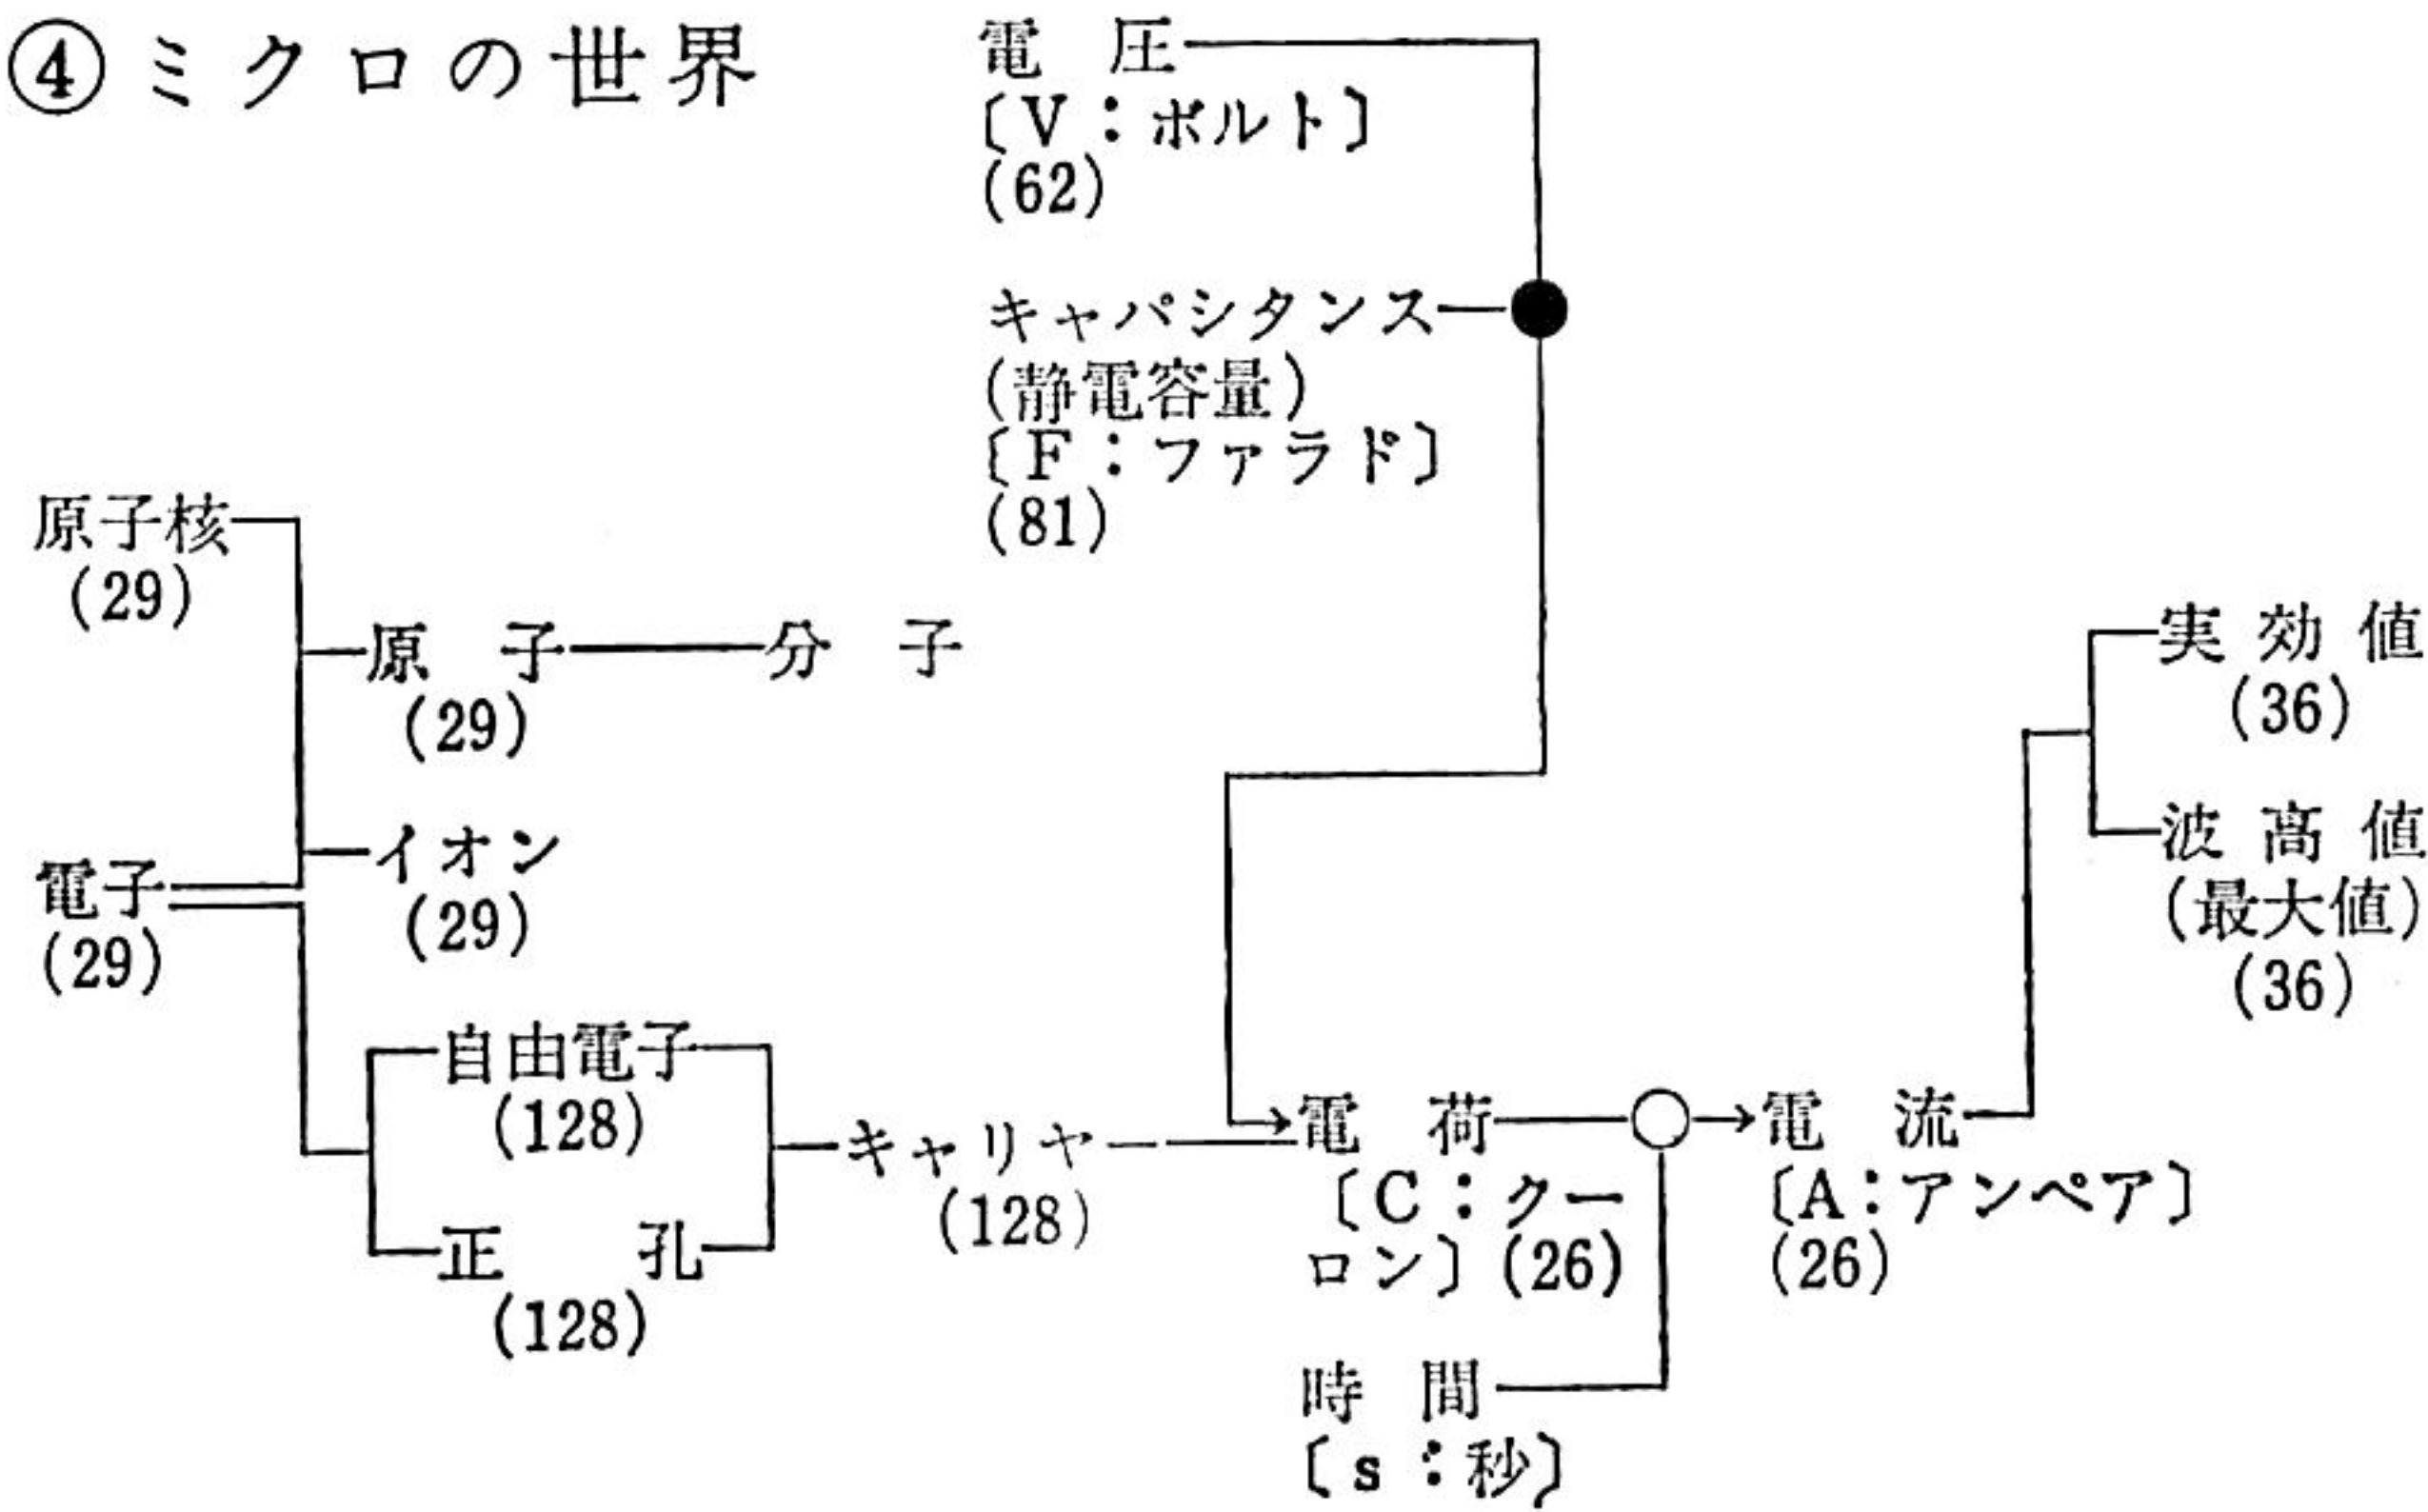 ④ ミクロの世界
電圧
〔V：ボルト〕
(62)
キャパシタンス
(静電容量)
〔F：ファラド〕
(81)
原子核
(29)
原子
(29)
分子
イオン
(29)
電子
(29)
自由電子
(128)
正孔
(128)
キャリヤ
(128)
電荷
〔C：クー
ロン〕(26)
時間
〔s：秒〕
電流
〔A：アンペア〕
(26)
実効値
(36)
波高値
(最大値)
(36)